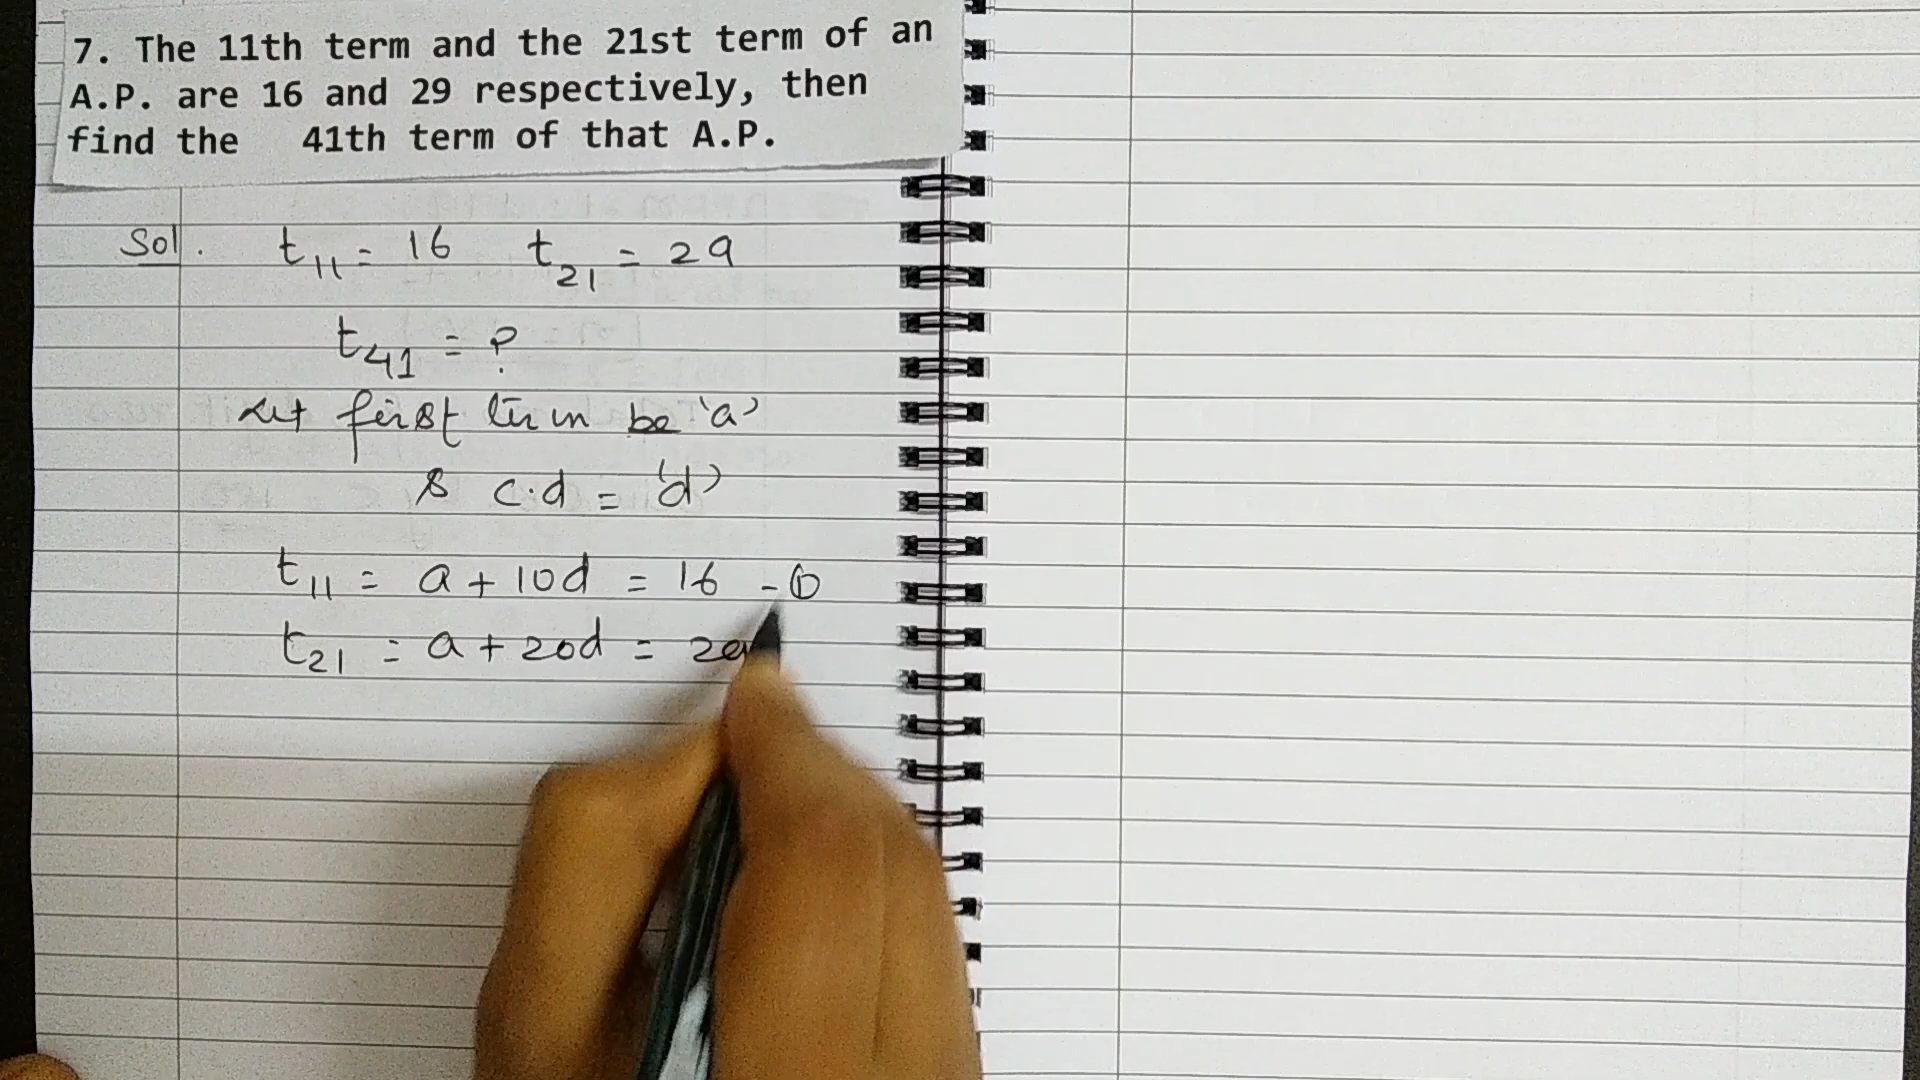 7. The 11th term and the 21st term of an
A.P. are 16 and 29 respectively, then
find the 41th term of that A.P.
Sol. t₁₁ = 16 t₂₁ = 29
t₄₁ = ?
Let first term be 'a'
& c.d = 'd'
t₁₁ = a + 10d = 16 - ①
t₂₁ = a + 20d = 29